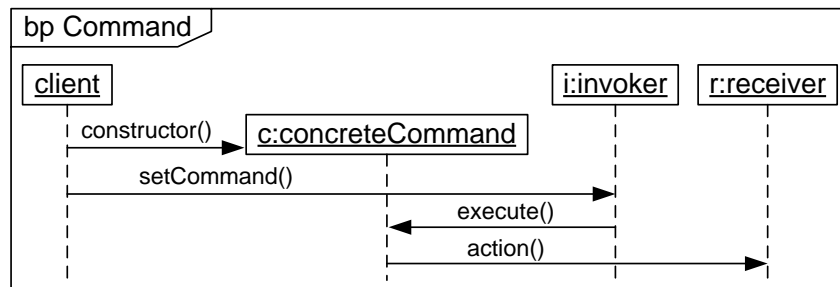 bp Command
client
i:invoker
r:receiver
constructor()
c:concreteCommand
setCommand()
execute()
action()